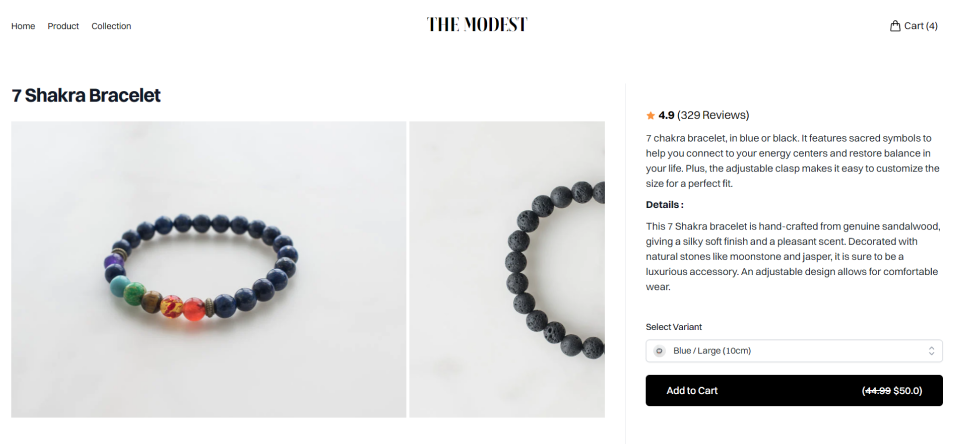 Home Product Collection
THE MODEST
Cart (4)
7 Shakra Bracelet
4.9 (329 Reviews)
7 chakra bracelet, in blue or black. It features sacred symbols to
help you connect to your energy centers and restore balance in
your life. Plus, the adjustable clasp makes it easy to customize the
size for a perfect fit.
Details :
This 7 Shakra bracelet is hand-crafted from genuine sandalwood,
giving a silky soft finish and a pleasant scent. Decorated with
natural stones like moonstone and jasper, it is sure to be a
luxurious accessory. An adjustable design allows for comfortable
wear.
Select Variant
Blue / Large (10cm)
Add to Cart (44.99 $50.0)